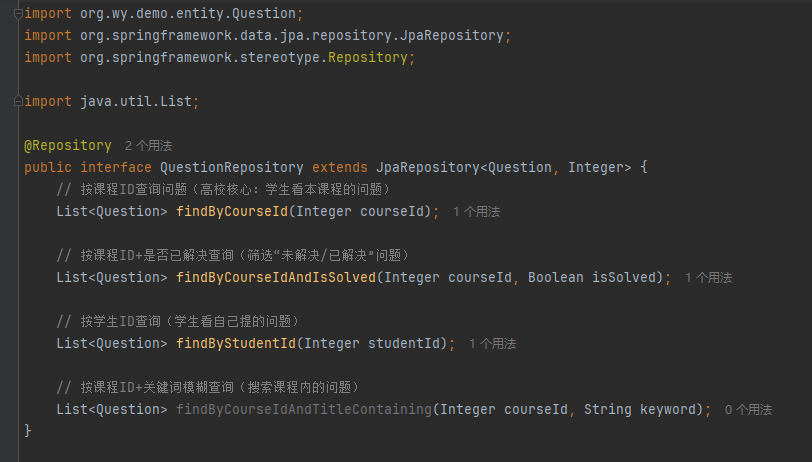 import org.wy.demo.entity.Question;
import org.springframework.data.jpa.repository.JpaRepository;
import org.springframework.stereotype.Repository;
import java.util.List;
@Repository 2 个用法
public interface QuestionRepository extends JpaRepository<Question, Integer> {
// 按课程ID查询问题（高校核心：学生看本课程的问题）
List<Question> findByCourseId(Integer courseId); 1 个用法
// 按课程ID+是否已解决查询（筛选“未解决/已解决”问题）
List<Question> findByCourseIdAndIsSolved(Integer courseId, Boolean isSolved); 1 个用法
// 按学生ID查询（学生看自己提的问题）
List<Question> findByStudentId(Integer studentId); 1 个用法
// 按课程ID+关键词模糊查询（搜索课程内的问题）
List<Question> findByCourseIdAndTitleContaining(Integer courseId, String keyword); 0 个用法
}